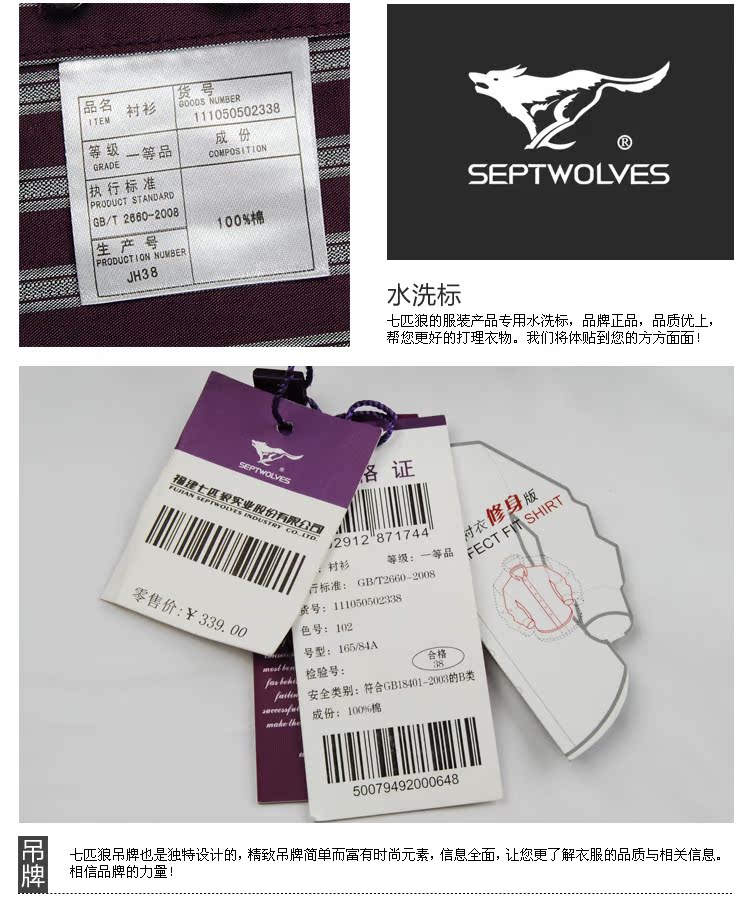 品名 衬衫
ITEM
货号
GOODS NUMBER
111050502338
等级 一等品
GRADE
成份
COMPOSITION
执行标准
PRODUCT STANDARD
GB/T 2660-2008
100%棉
生产号
PRODUCTION NUMBER
JH38
SEPTWOLVES
®
水洗标
七匹狼的服装产品专用水洗标，品牌正品，品质优上，
帮您更好的打理衣物。我们将体贴到您的方方面面！
SEPTWOLVES
®
福建七匹狼实业股份有限公司
FUJIAN SEPTWOLVES INDUSTRY CO.,LTD.
零售价:￥339.00
格证
2912 871744
衬衫 等级: 一等品
行标准: GB/T2660-2008
货号: 111050502338
色号: 102
号型: 165/84A
检验号:
合格
38
安全类别: 符合GB18401-2003的B类
成份: 100%棉
50079492000648
衬衣修身版
FECT FIT SHIRT
most
successfu
make the
吊牌
七匹狼吊牌也是独特设计的，精致吊牌简单而富有时尚元素，信息全面，让您更了解衣服的品质与相关信息。
相信品牌的力量！